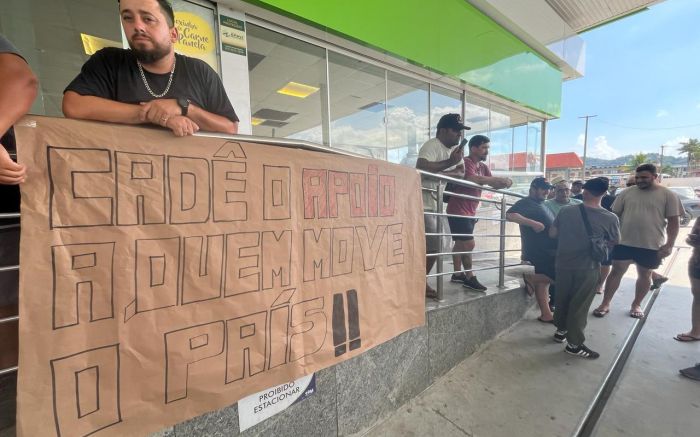 CADÊ O APOIO
A QUEM MOVE
O PAÍS!!
PROIBIDO
ESTACIONAR